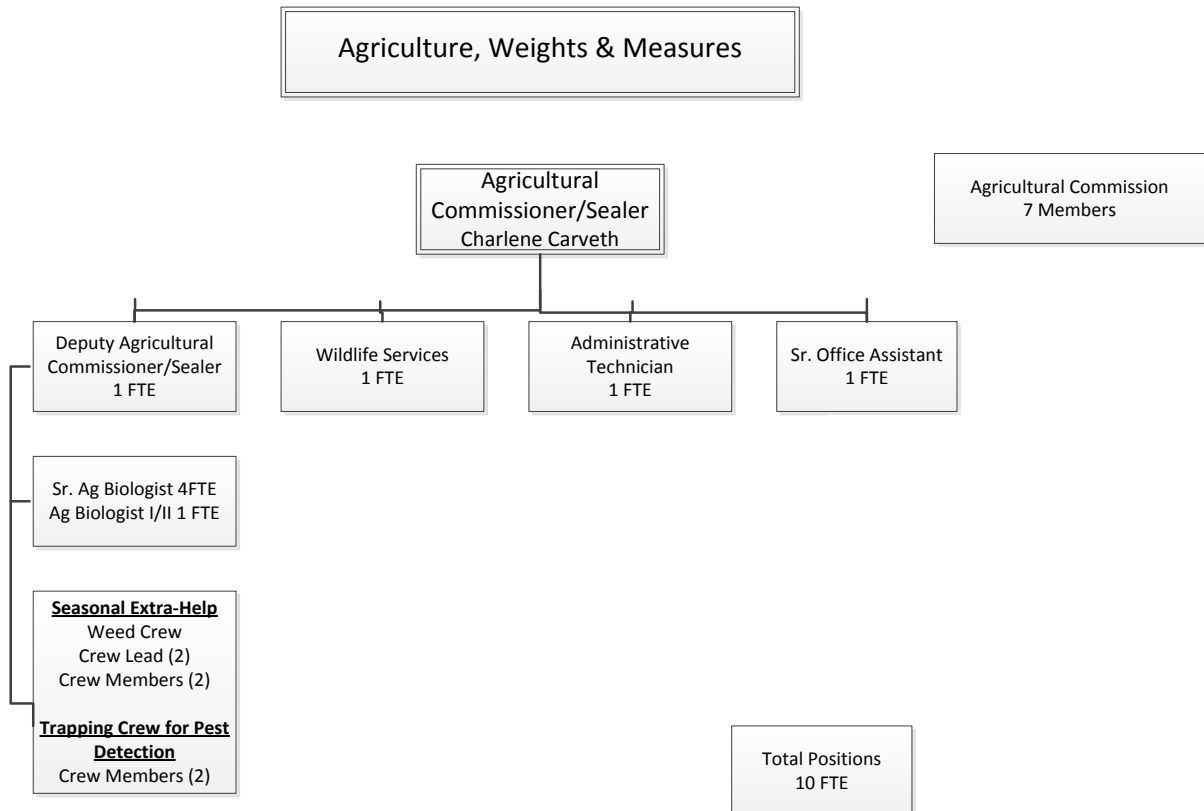 Agriculture, Weights & Measures
Agricultural
Commissioner/Sealer
Charlene Carveth
Agricultural Commission
7 Members
Deputy Agricultural
Commissioner/Sealer
1 FTE
Wildlife Services
1 FTE
Administrative
Technician
1 FTE
Sr. Office Assistant
1 FTE
Sr. Ag Biologist 4FTE
Ag Biologist I/II 1 FTE
Seasonal Extra-Help
Weed Crew
Crew Lead (2)
Crew Members (2)
Trapping Crew for Pest
Detection
Crew Members (2)
Total Positions
10 FTE